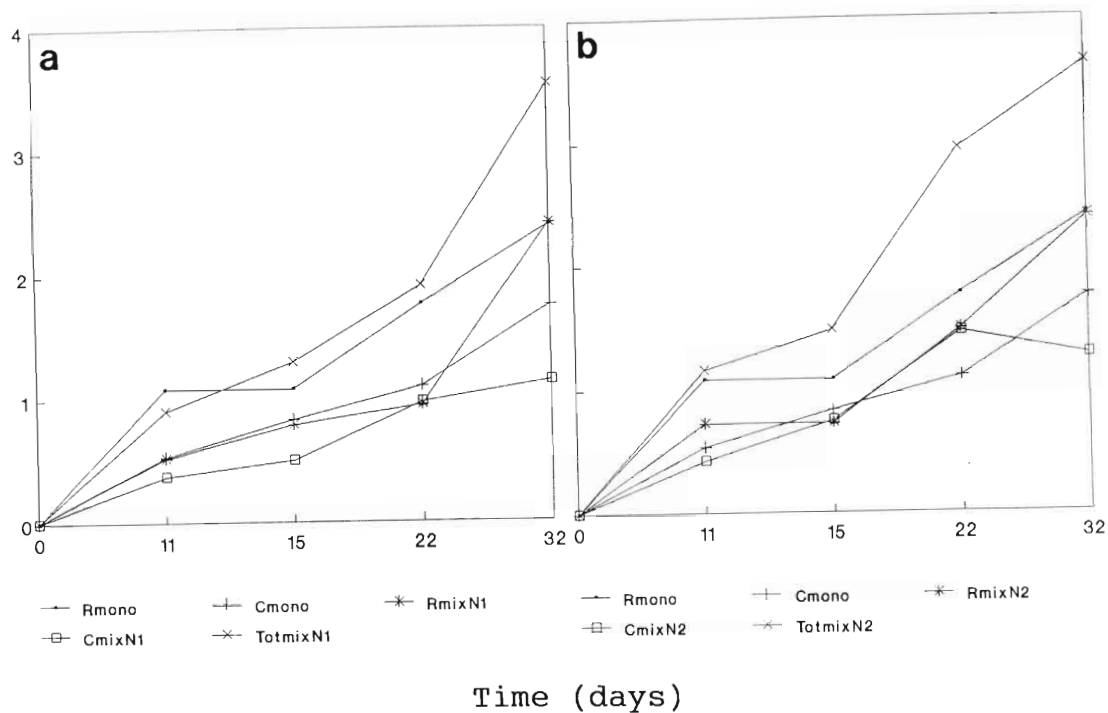 4
3
2
1
0
a
b
0 11 15 22 32
0 11 15 22 32
Rmono Cmono RmixN1
CmixN1 TotmixN1
Rmono Cmono RmixN2
CmixN2 TotmixN2
Time (days)